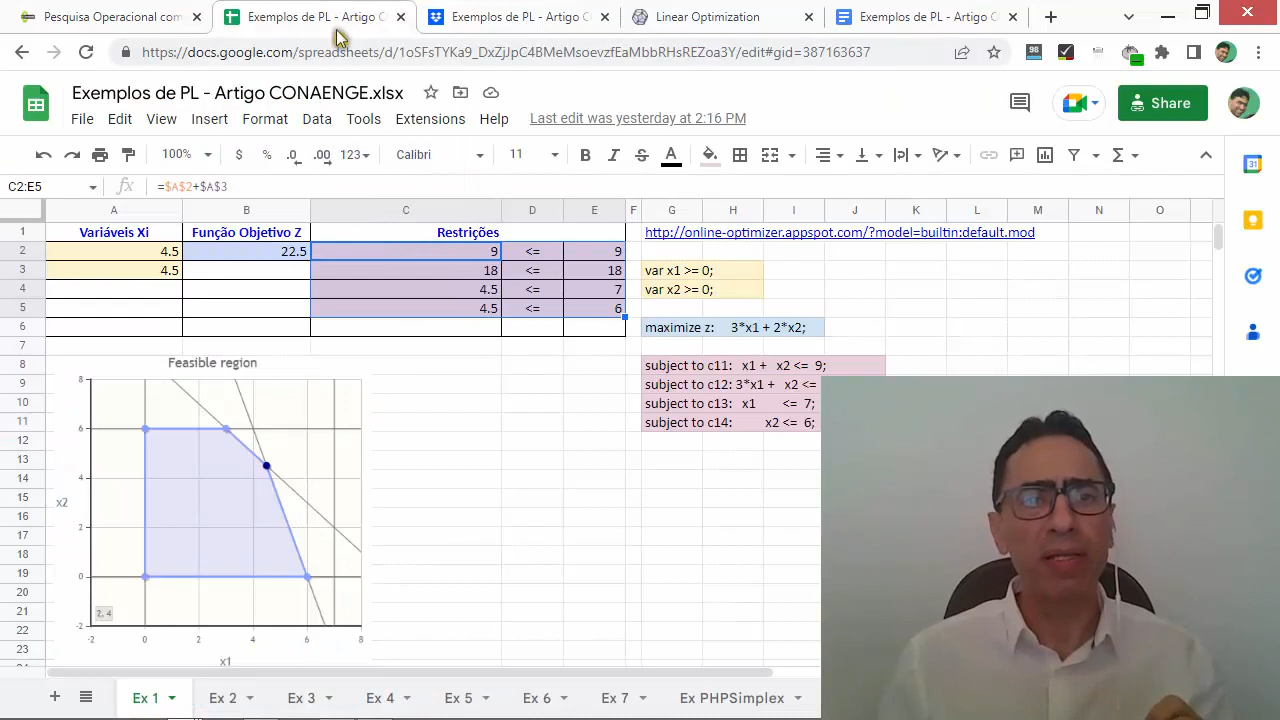 Pesquisa Operacional com
Exemplos de PL - Artigo C
Exemplos de PL - Artigo C
Linear Optimization
Exemplos de PL - Artigo C
https://docs.google.com/spreadsheets/d/1oSFsTYKa9_DxZjJpC4BMeMsoevzfEaMbbRHsREZoa3Y/edit#gid=387163637
98
Exemplos de PL - Artigo CONAENGE.xlsx
File Edit View Insert Format Data Tools Extensions Help Last edit was yesterday at 2:16 PM
Share
100% $ % .0 .00 123 Calibri 11 B I S A
31
C2:E5 fx =$A$2+$A$3
A B C D E F G H I J K L M N O
1 Variáveis Xi Função Objetivo Z Restrições http://online-optimizer.appspot.com/?model=builtin:default.mod
2 4.5 22.5 9 <= 9
3 4.5 18 <= 18 var x1 >= 0;
4 4.5 <= 7 var x2 >= 0;
5 4.5 <= 6
6 maximize z: 3*x1 + 2*x2;
7
8 subject to c11: x1 + x2 <= 9;
9 subject to c12: 3*x1 + x2 <=
10 subject to c13: x1 <= 7;
11 subject to c14: x2 <= 6;
12
13
14
15
16
17
18
19
20
21
22
23
Feasible region
8
6
4
2
0
-2
x2
2, 4
-2 0 2 4 6 8
x1
Ex 1 Ex 2 Ex 3 Ex 4 Ex 5 Ex 6 Ex 7 Ex PHPSimplex